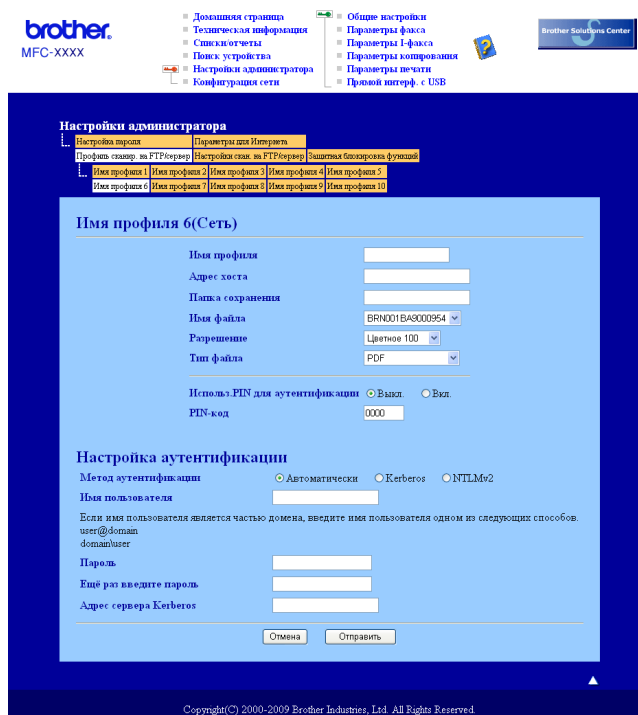 brother
MFC-XXXX
Домашняя страница
Техническая информация
Списки/отчеты
Поиск устройства
Настройки администратора
Конфигурация сети
Общие настройки
Параметры факса
Параметры I-факса
Параметры копирования
Параметры печати
Прямой интерф. с USB
Brother Solutions Center
Настройки администратора
Настройка пароля Параметры для Интернета
Профиль сканир. на FTP/сервер Настройки скан. на FTP/сервер Защитная блокировка функций
Имя профиля 1 Имя профиля 2 Имя профиля 3 Имя профиля 4 Имя профиля 5
Имя профиля 6 Имя профиля 7 Имя профиля 8 Имя профиля 9 Имя профиля 10
Имя профиля 6(Сеть)
Имя профиля
Адрес хоста
Папка сохранения
Имя файла BRN001BA9000954
Разрешение Цветное 100
Тип файла PDF
Использ.PIN для аутентификации Выкл. Вкл.
PIN-код 0000
Настройка аутентификации
Метод аутентификации Автоматически Kerberos NTLMv2
Имя пользователя
Если имя пользователя является частью домена, введите имя пользователя одном из следующих способов.
user@domain
domain\user
Пароль
Ещё раз введите пароль
Адрес сервера Kerberos
Отмена Отправить
Copyright(C) 2000-2009 Brother Industries, Ltd. All Rights Reserved.